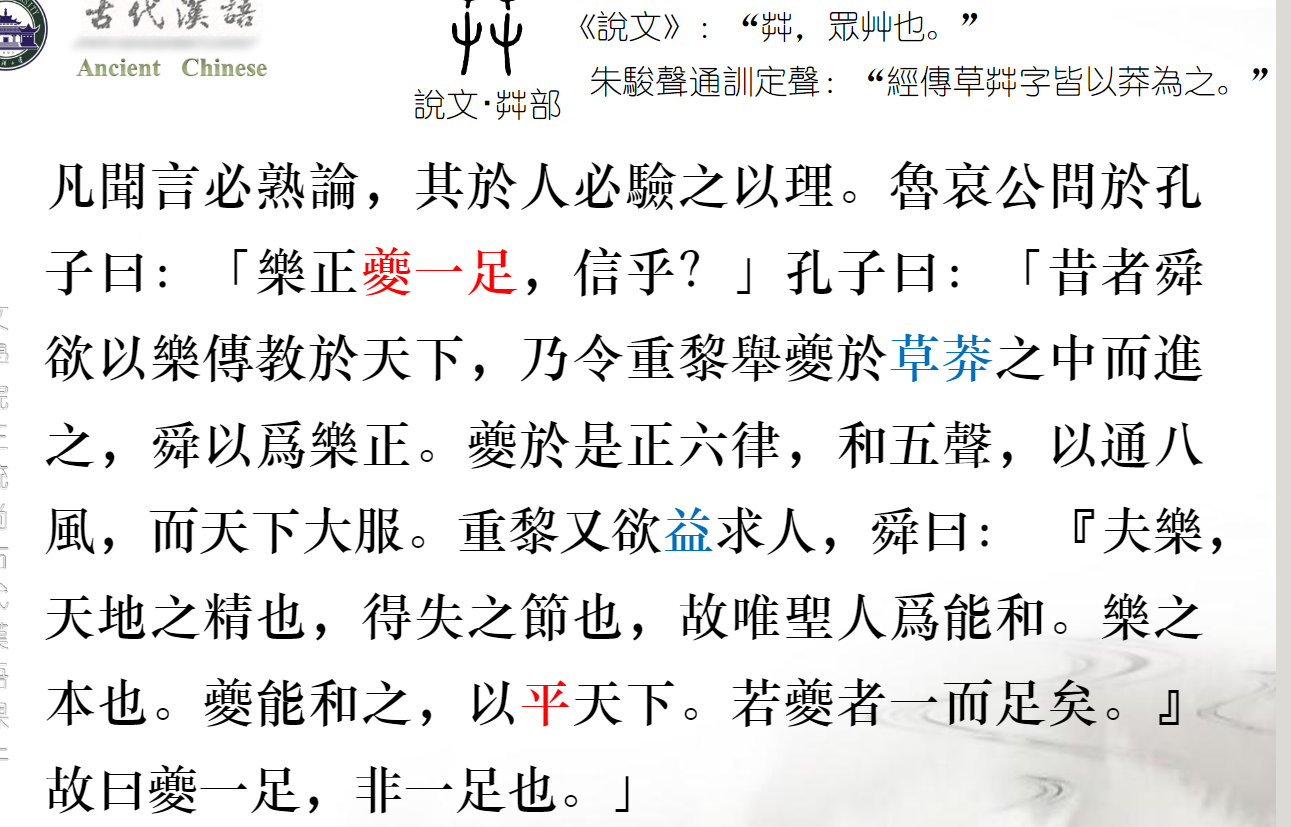 古代漢語
Ancient Chinese
說文·茻部
《說文》:“茻,眾艸也。”
朱駿聲通訓定聲:“經傳草茻字皆以莽為之。”
凡聞言必熟論,其於人必驗之以理。魯哀公問於孔
子曰:「樂正夔一足,信乎?」孔子曰:「昔者舜
欲以樂傳教於天下,乃令重黎舉夔於草莽之中而進
之,舜以爲樂正。夔於是正六律,和五聲,以通八
風,而天下大服。重黎又欲益求人,舜曰:『夫樂,
天地之精也,得失之節也,故唯聖人爲能和。樂之
本也。夔能和之,以平天下。若夔者一而足矣。』
故曰夔一足,非一足也。」